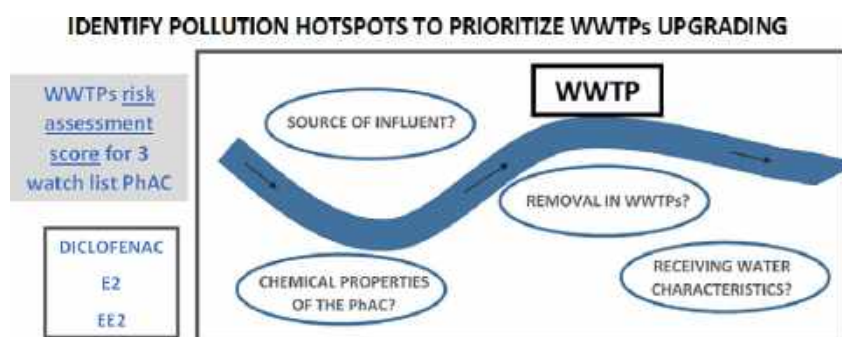 IDENTIFY POLLUTION HOTSPOTS TO PRIORITIZE WWTPs UPGRADING
WWTPs risk
assessment
score for 3
watch list PhAC
DICLOFENAC
E2
EE2
WWTP
SOURCE OF INFLUENT?
REMOVAL IN WWTPs?
CHEMICAL PROPERTIES
OF THE PhAC?
RECEIVING WATER
CHARACTERISTICS?